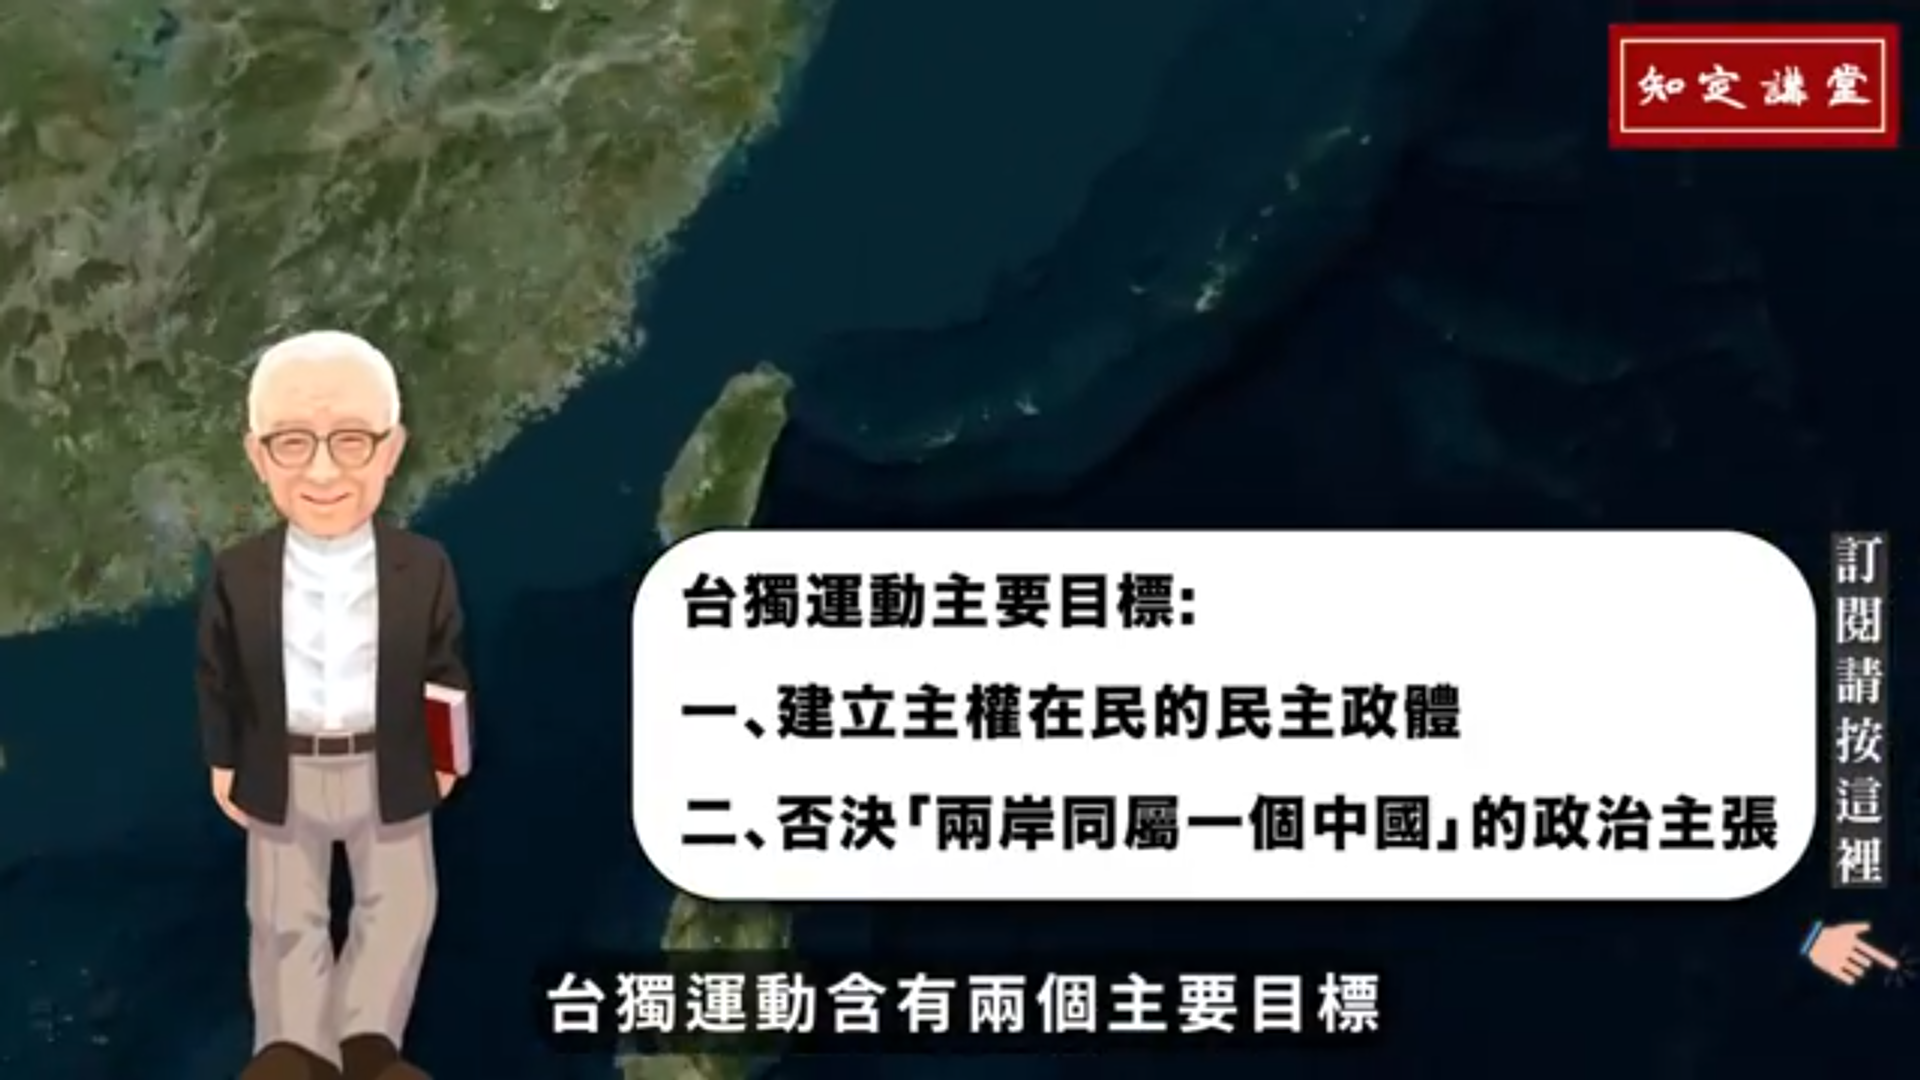 知定講堂
台獨運動主要目標:
一、建立主權在民的民主政體
二、否決「兩岸同屬一個中國」的政治主張
訂閱請按這裡
台獨運動含有兩個主要目標